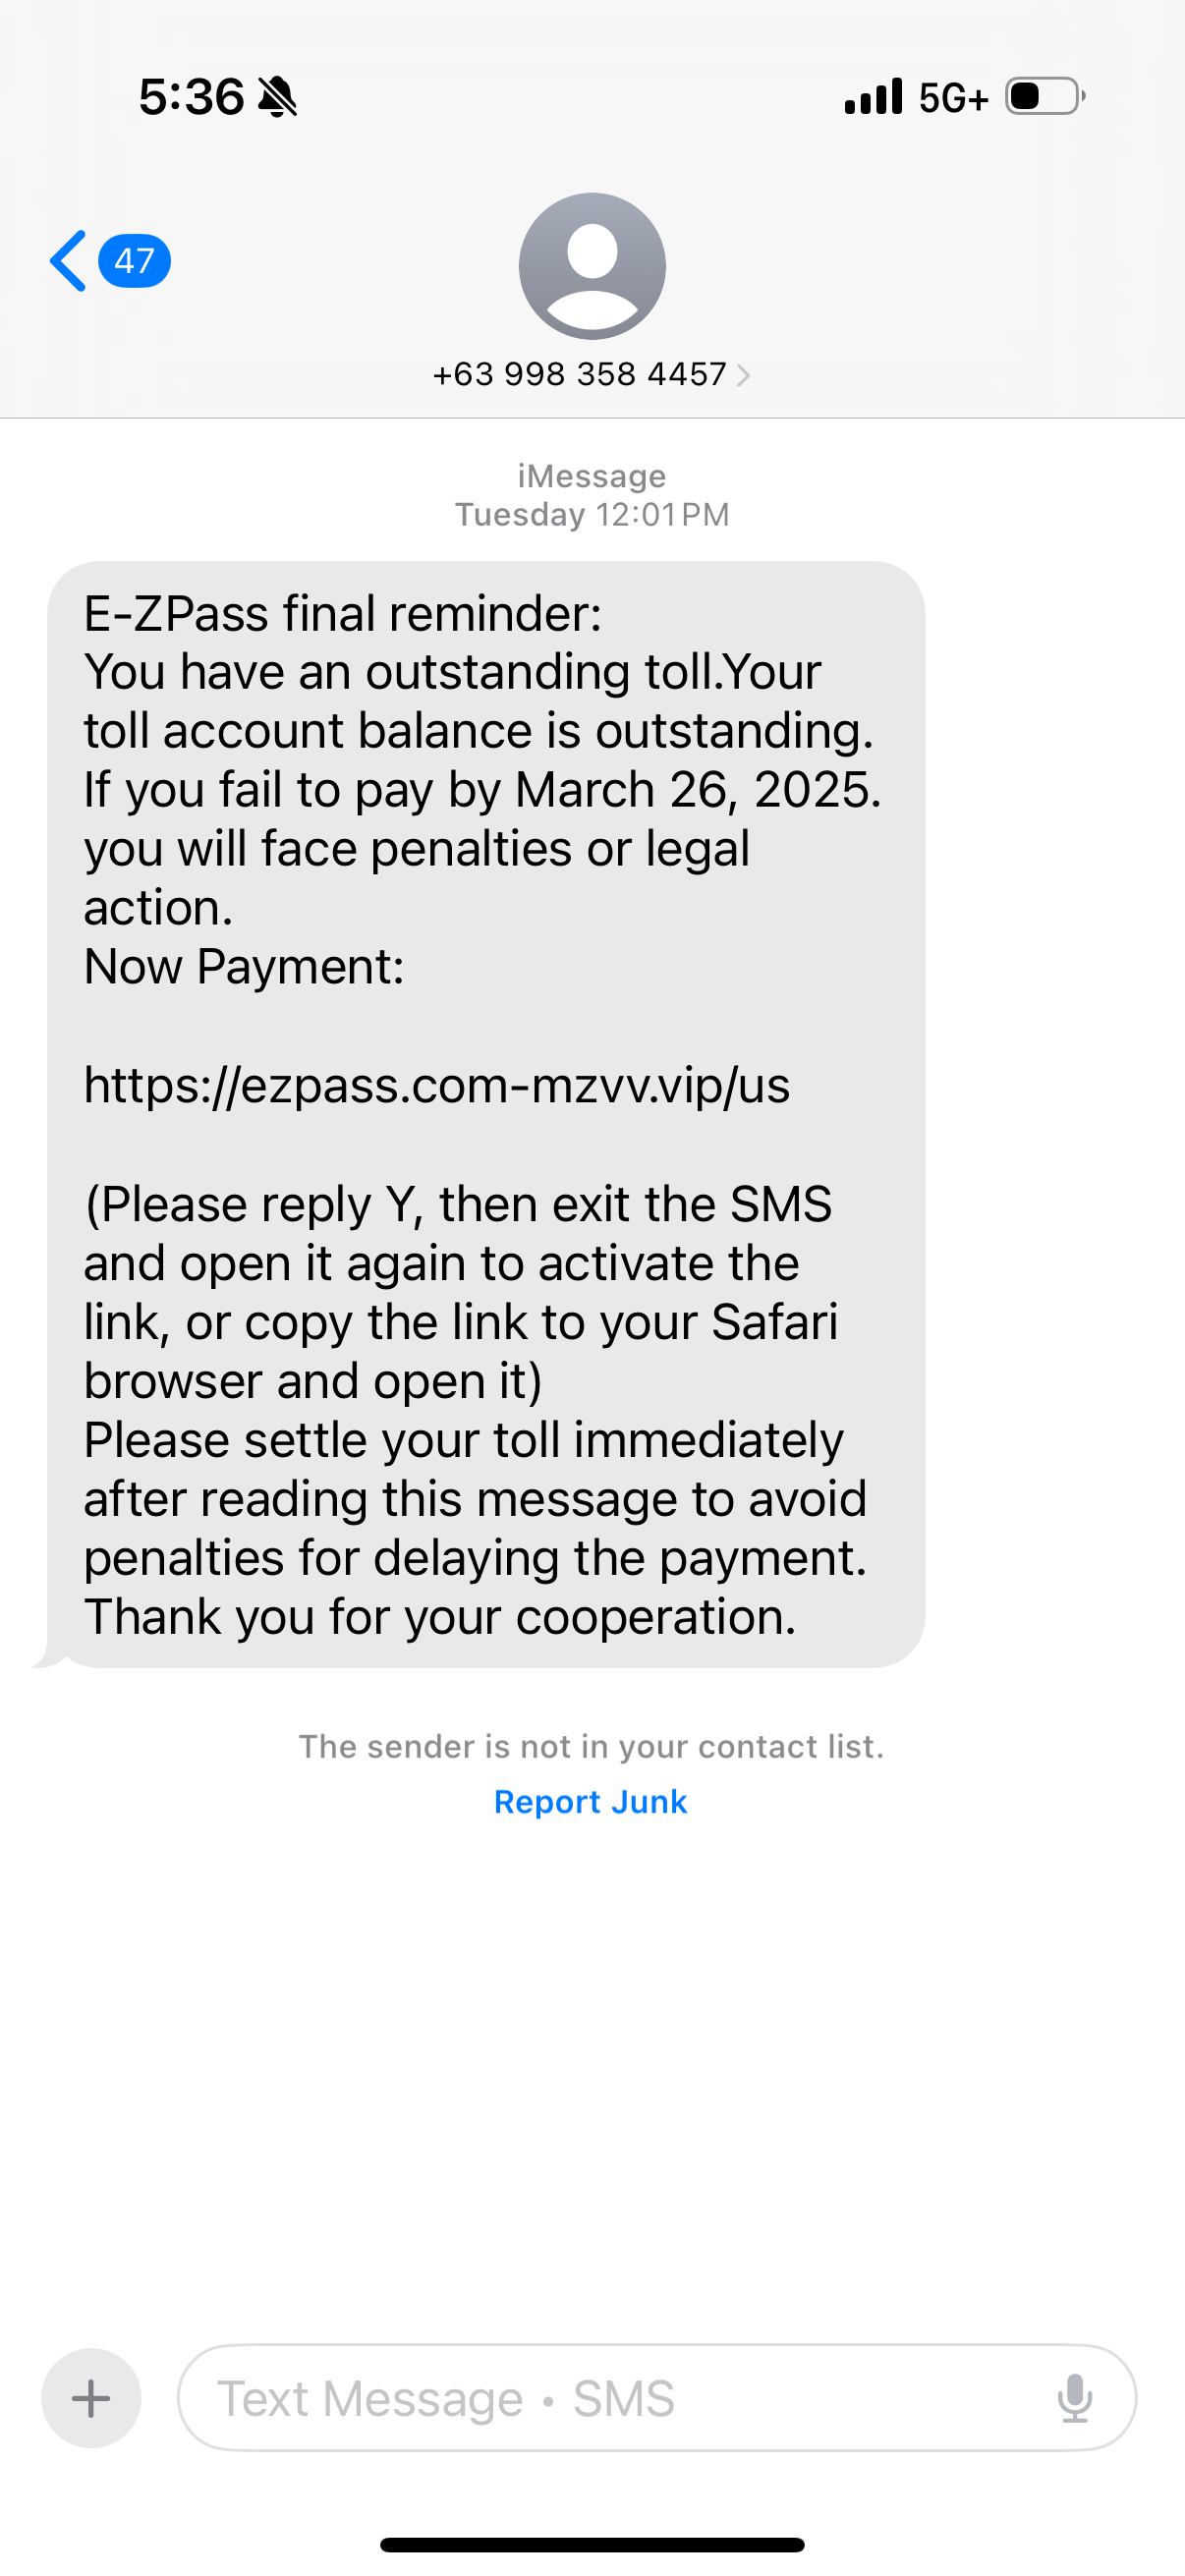 5:36
5G+
47
+63 998 358 4457
iMessage
Tuesday 12:01 PM
E-ZPass final reminder:
You have an outstanding toll.Your
toll account balance is outstanding.
If you fail to pay by March 26, 2025.
you will face penalties or legal
action.
Now Payment:
https://ezpass.com-mzvv.vip/us
(Please reply Y, then exit the SMS
and open it again to activate the
link, or copy the link to your Safari
browser and open it)
Please settle your toll immediately
after reading this message to avoid
penalties for delaying the payment.
Thank you for your cooperation.
The sender is not in your contact list.
Report Junk
Text Message • SMS